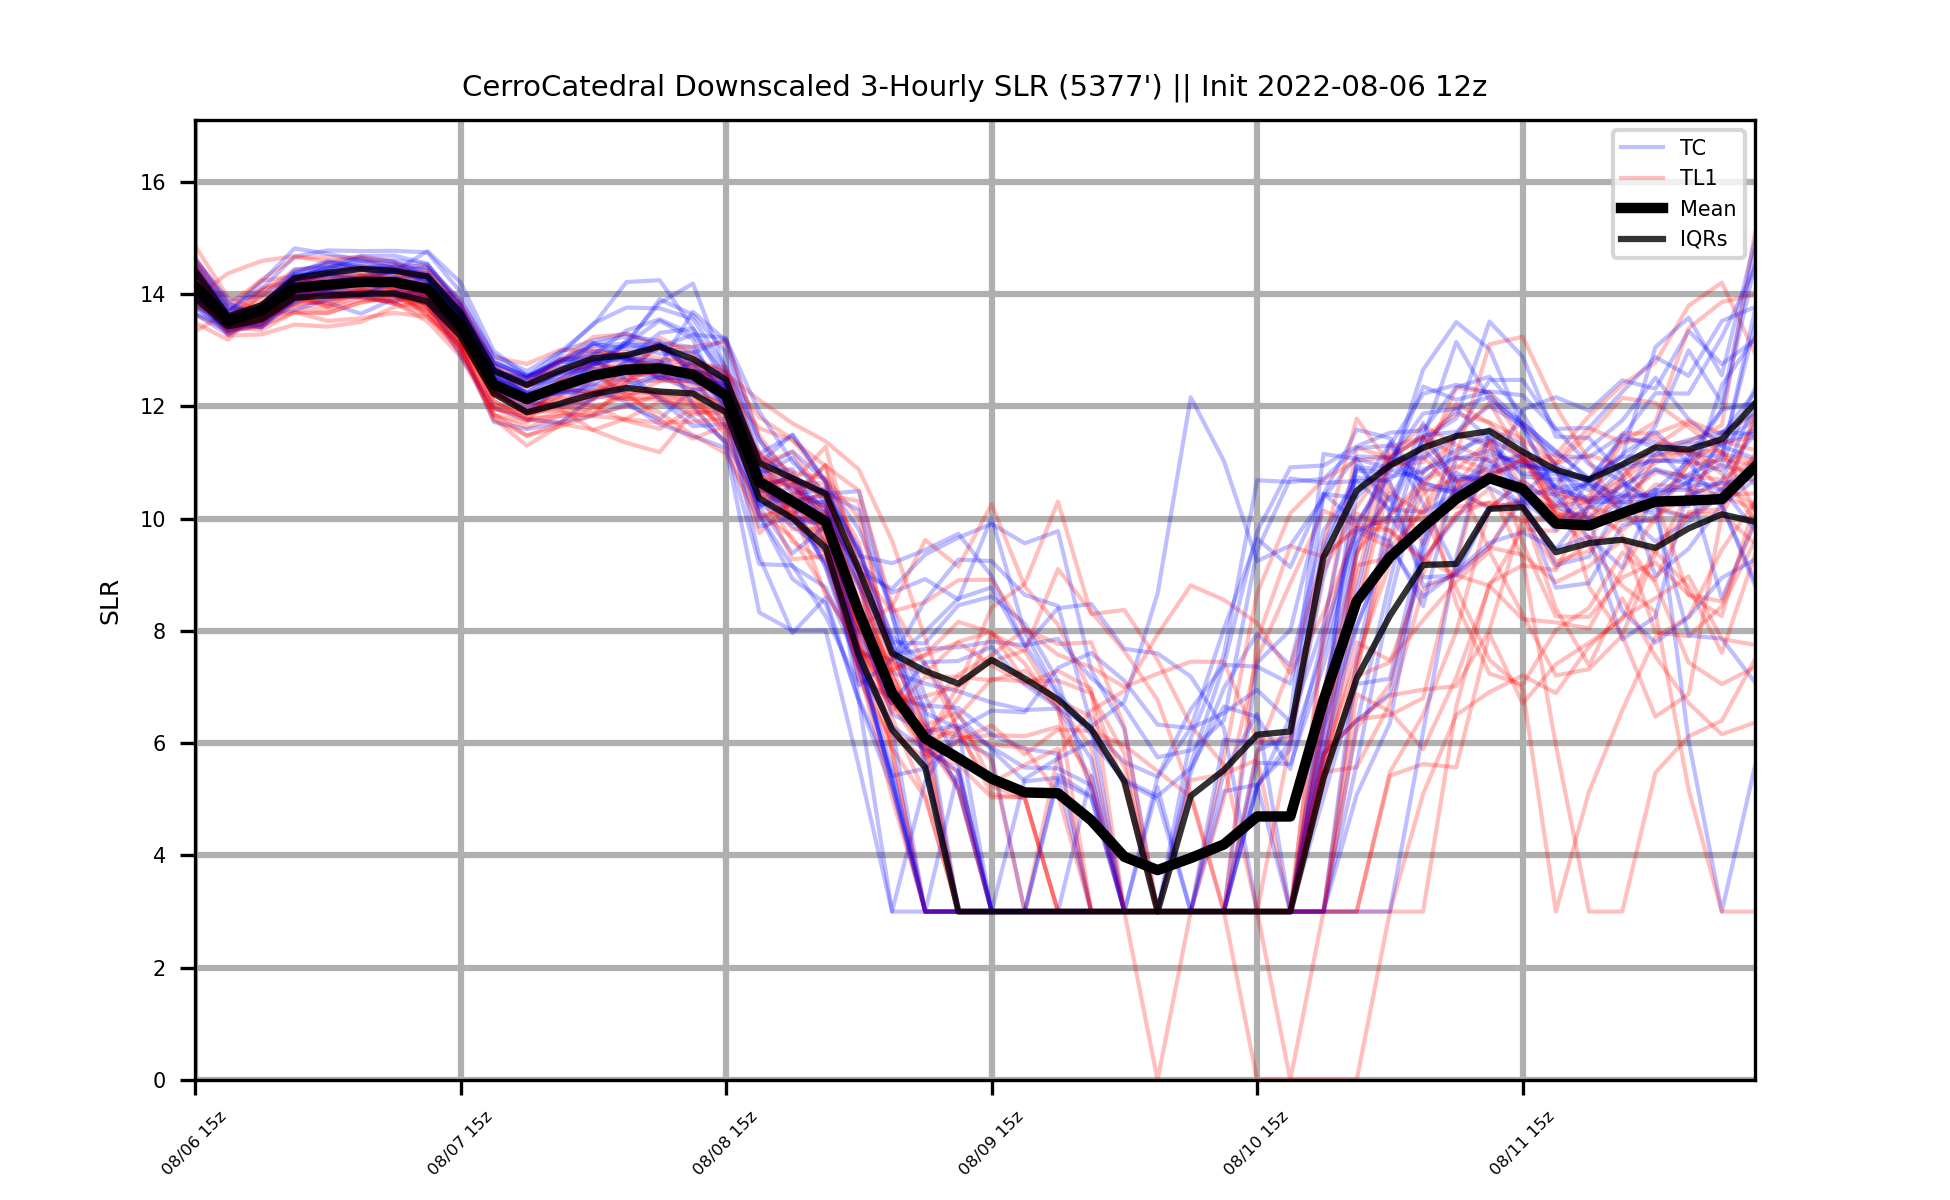 CerroCatedral Downscaled 3-Hourly SLR (5377') || Init 2022-08-06 12z
TC
TL1
Mean
IQRs
SLR
16
14
12
10
8
6
4
2
0
08/06 15z
08/07 15z
08/08 15z
08/09 15z
08/10 15z
08/11 15z